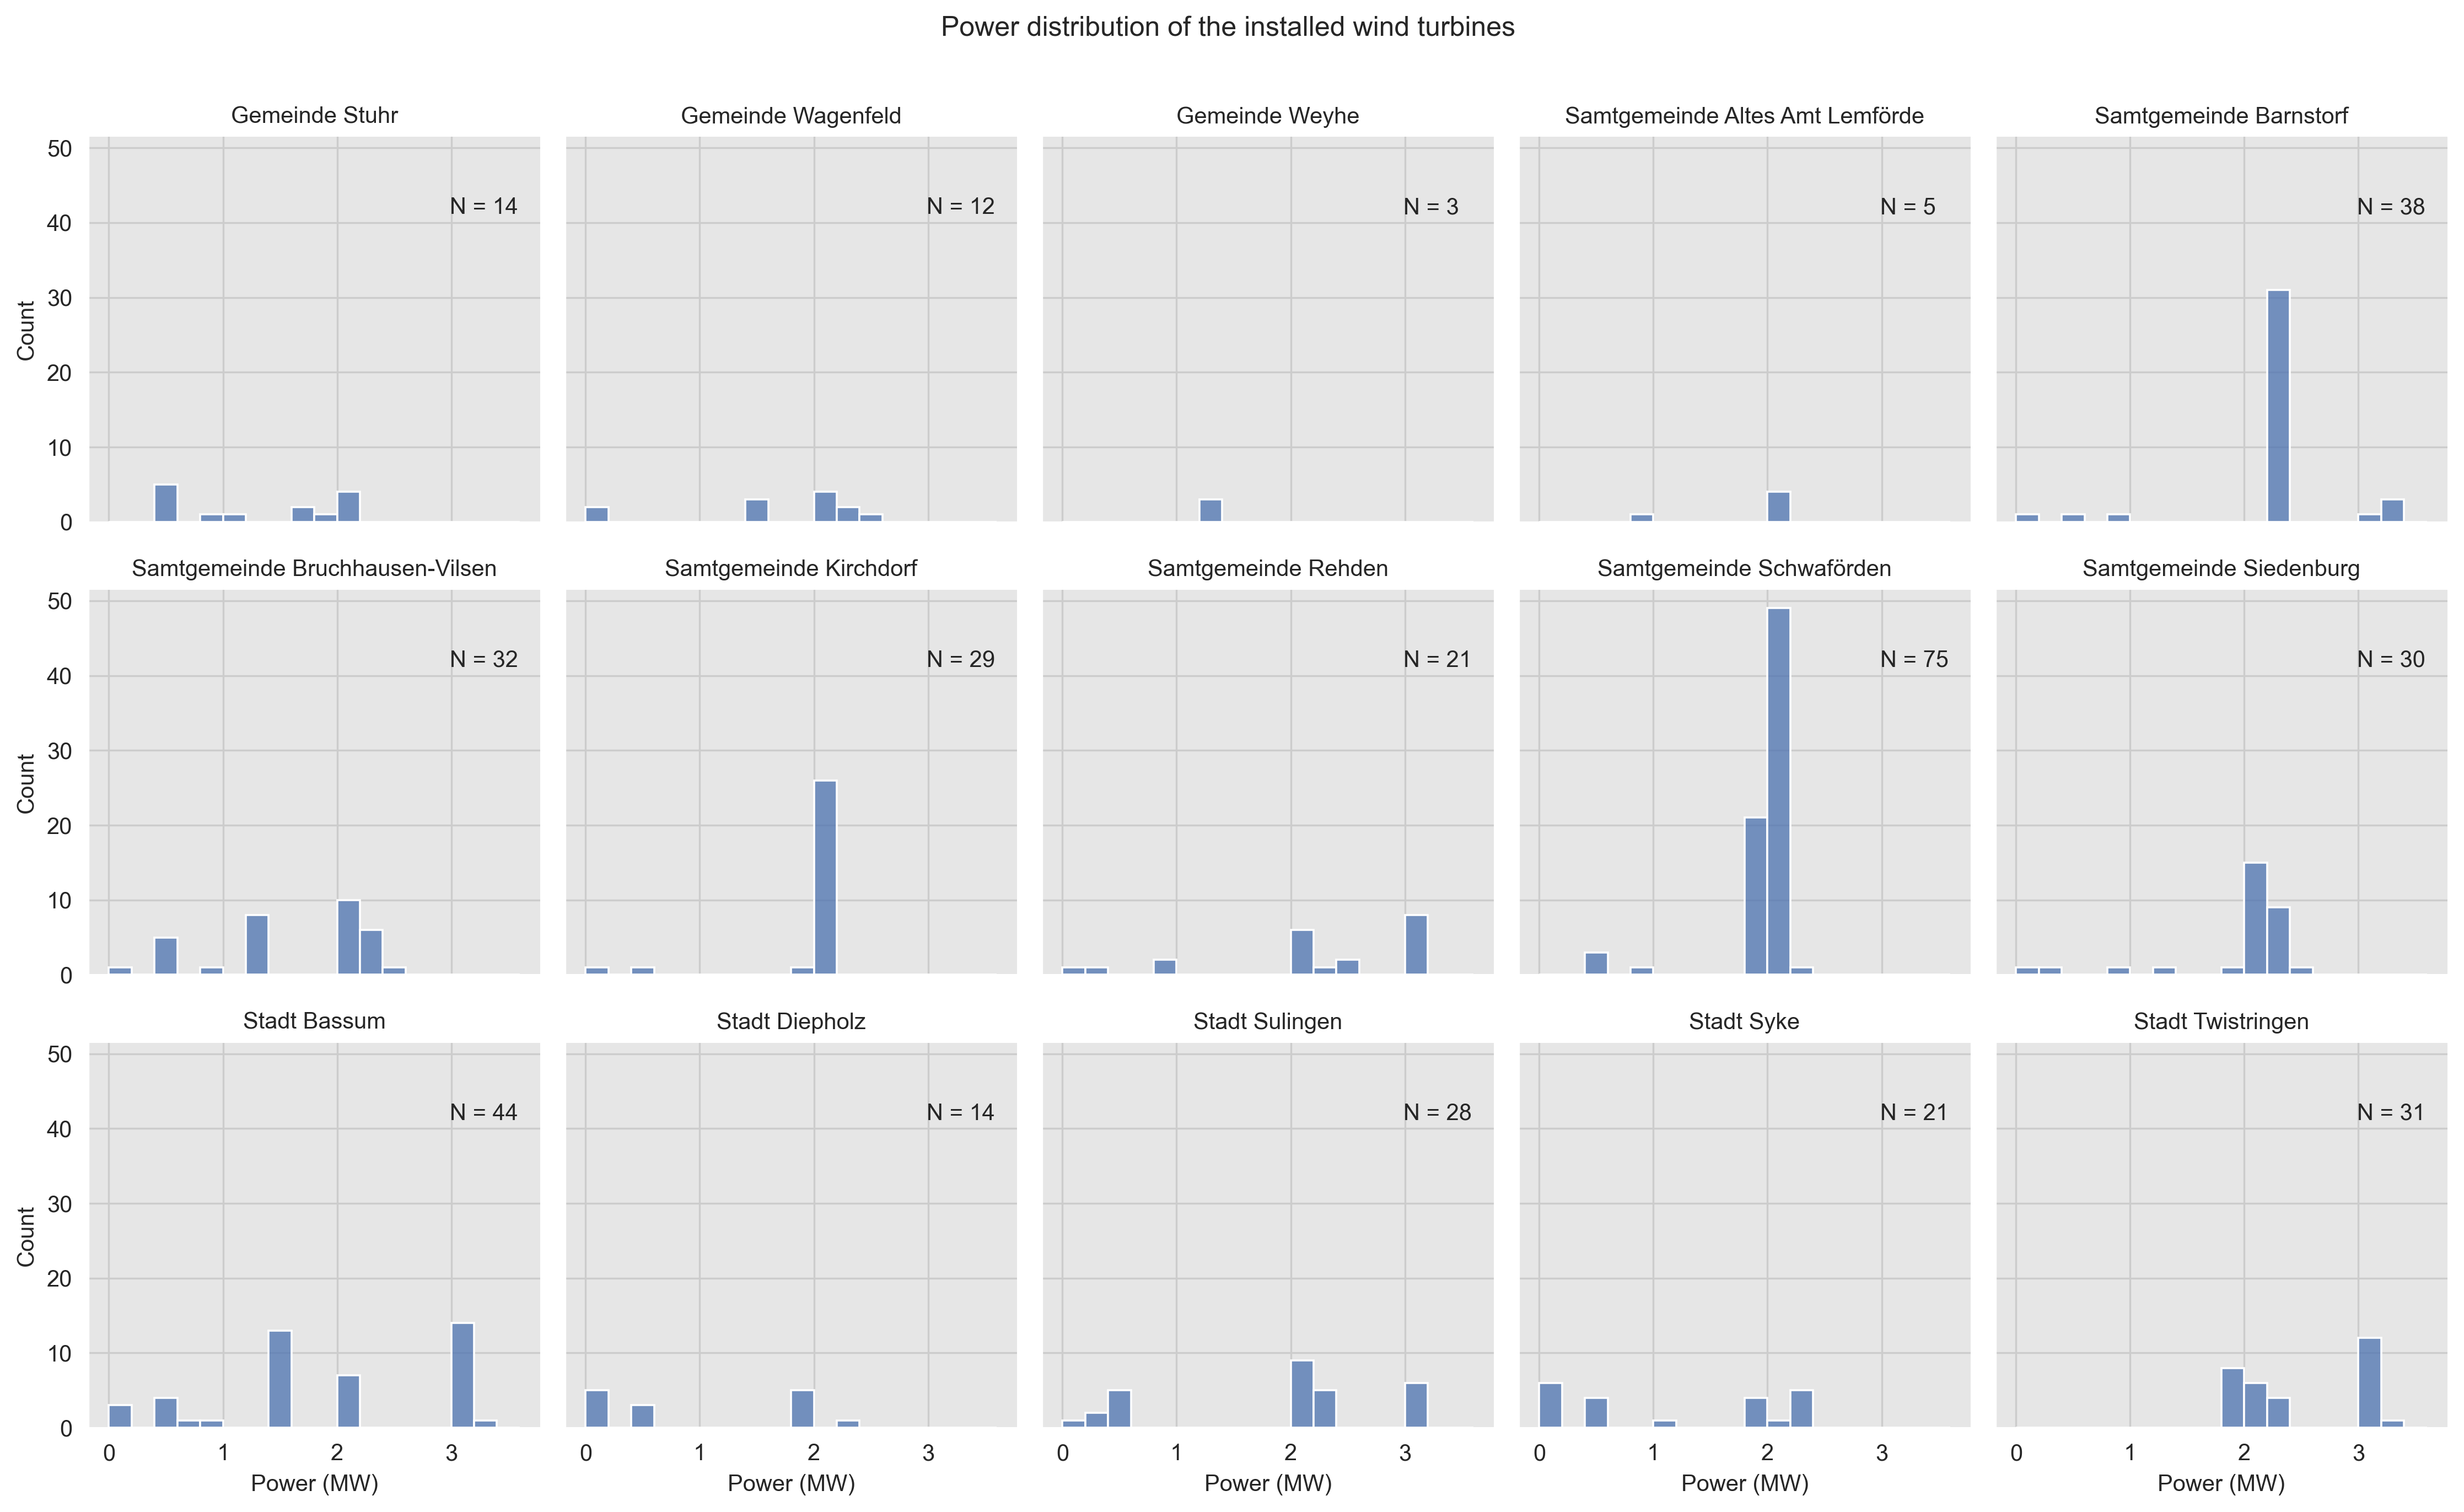 Power distribution of the installed wind turbines
Gemeinde Stuhr
Gemeinde Wagenfeld
Gemeinde Weyhe
Samtgemeinde Altes Amt Lemförde
Samtgemeinde Barnstorf
50
40
30
20
10
0
Count
N = 14
N = 12
N = 3
N = 5
N = 38
Samtgemeinde Bruchhausen-Vilsen
Samtgemeinde Kirchdorf
Samtgemeinde Rehden
Samtgemeinde Schwaförden
Samtgemeinde Siedenburg
50
40
30
20
10
0
Count
N = 32
N = 29
N = 21
N = 75
N = 30
Stadt Bassum
Stadt Diepholz
Stadt Sulingen
Stadt Syke
Stadt Twistringen
50
40
30
20
10
0
Count
N = 44
N = 14
N = 28
N = 21
N = 31
0 1 2 3
0 1 2 3
0 1 2 3
0 1 2 3
0 1 2 3
Power (MW)
Power (MW)
Power (MW)
Power (MW)
Power (MW)